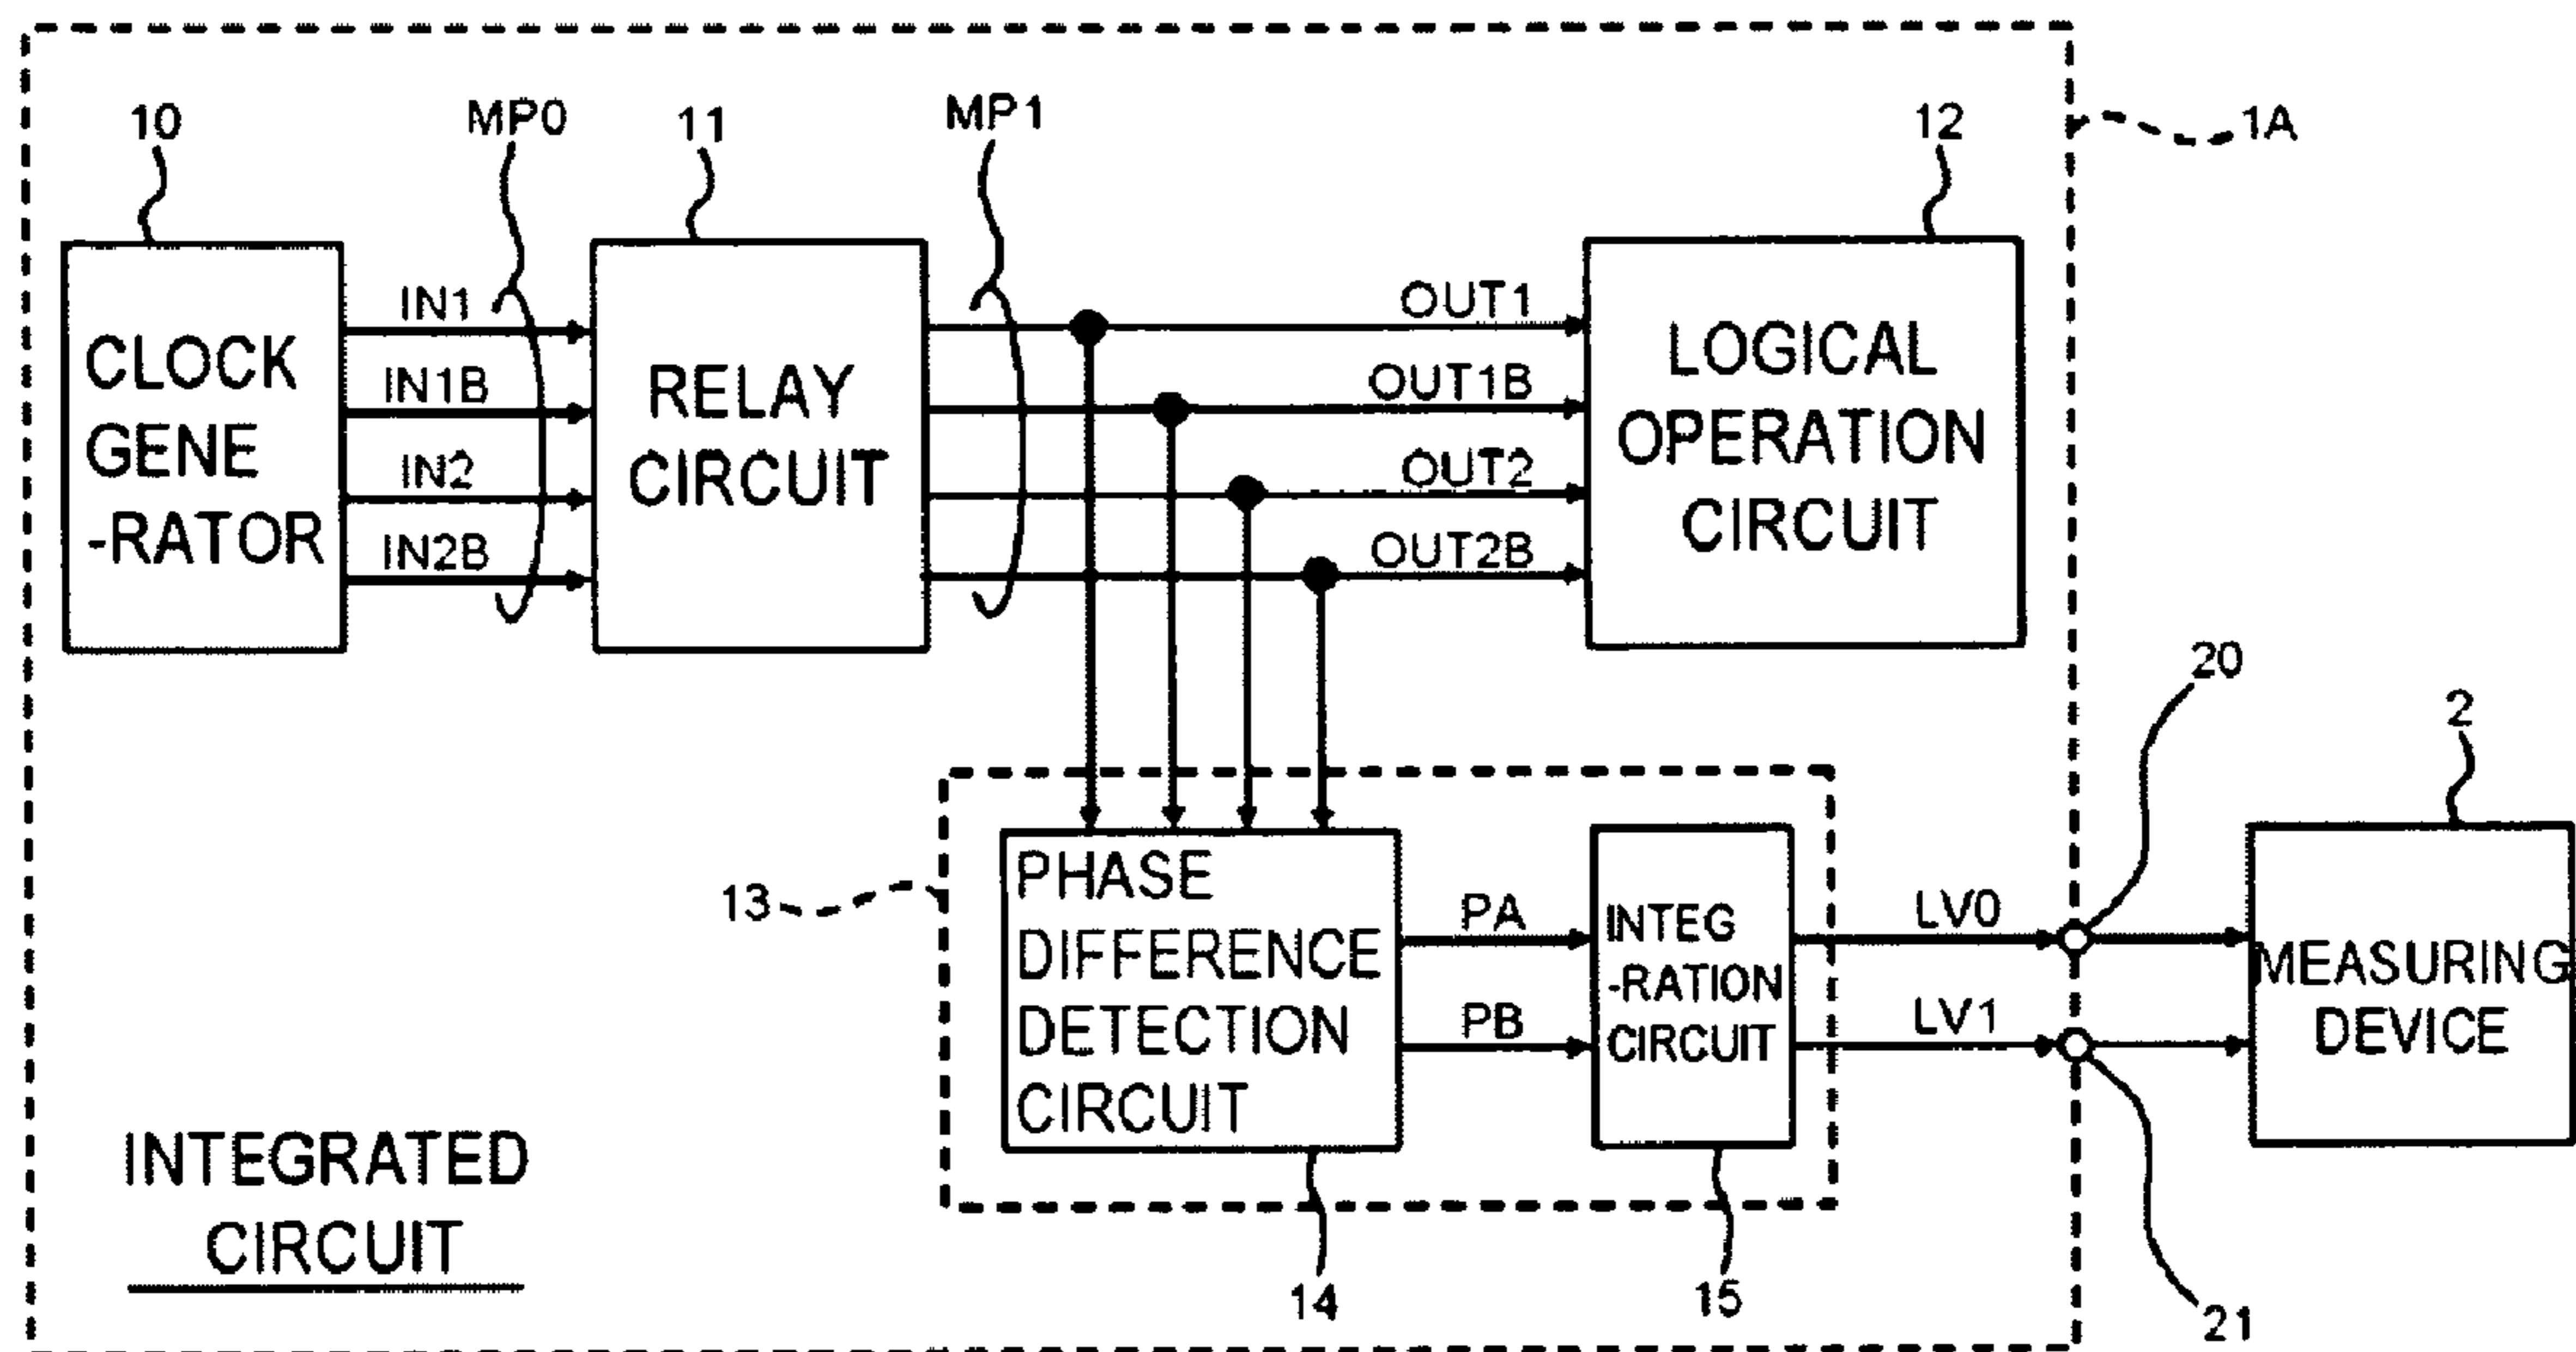 10
MP0
11
MP1
12
1A
CLOCK
GENE
-RATOR
IN1
IN1B
IN2
IN2B
RELAY
CIRCUIT
OUT1
OUT1B
OUT2
OUT2B
LOGICAL
OPERATION
CIRCUIT
20
2
13
PHASE
DIFFERENCE
DETECTION
CIRCUIT
PA
PB
INTEG
-RATION
CIRCUIT
LV0
LV1
MEASURING
DEVICE
INTEGRATED
CIRCUIT
14
15
21